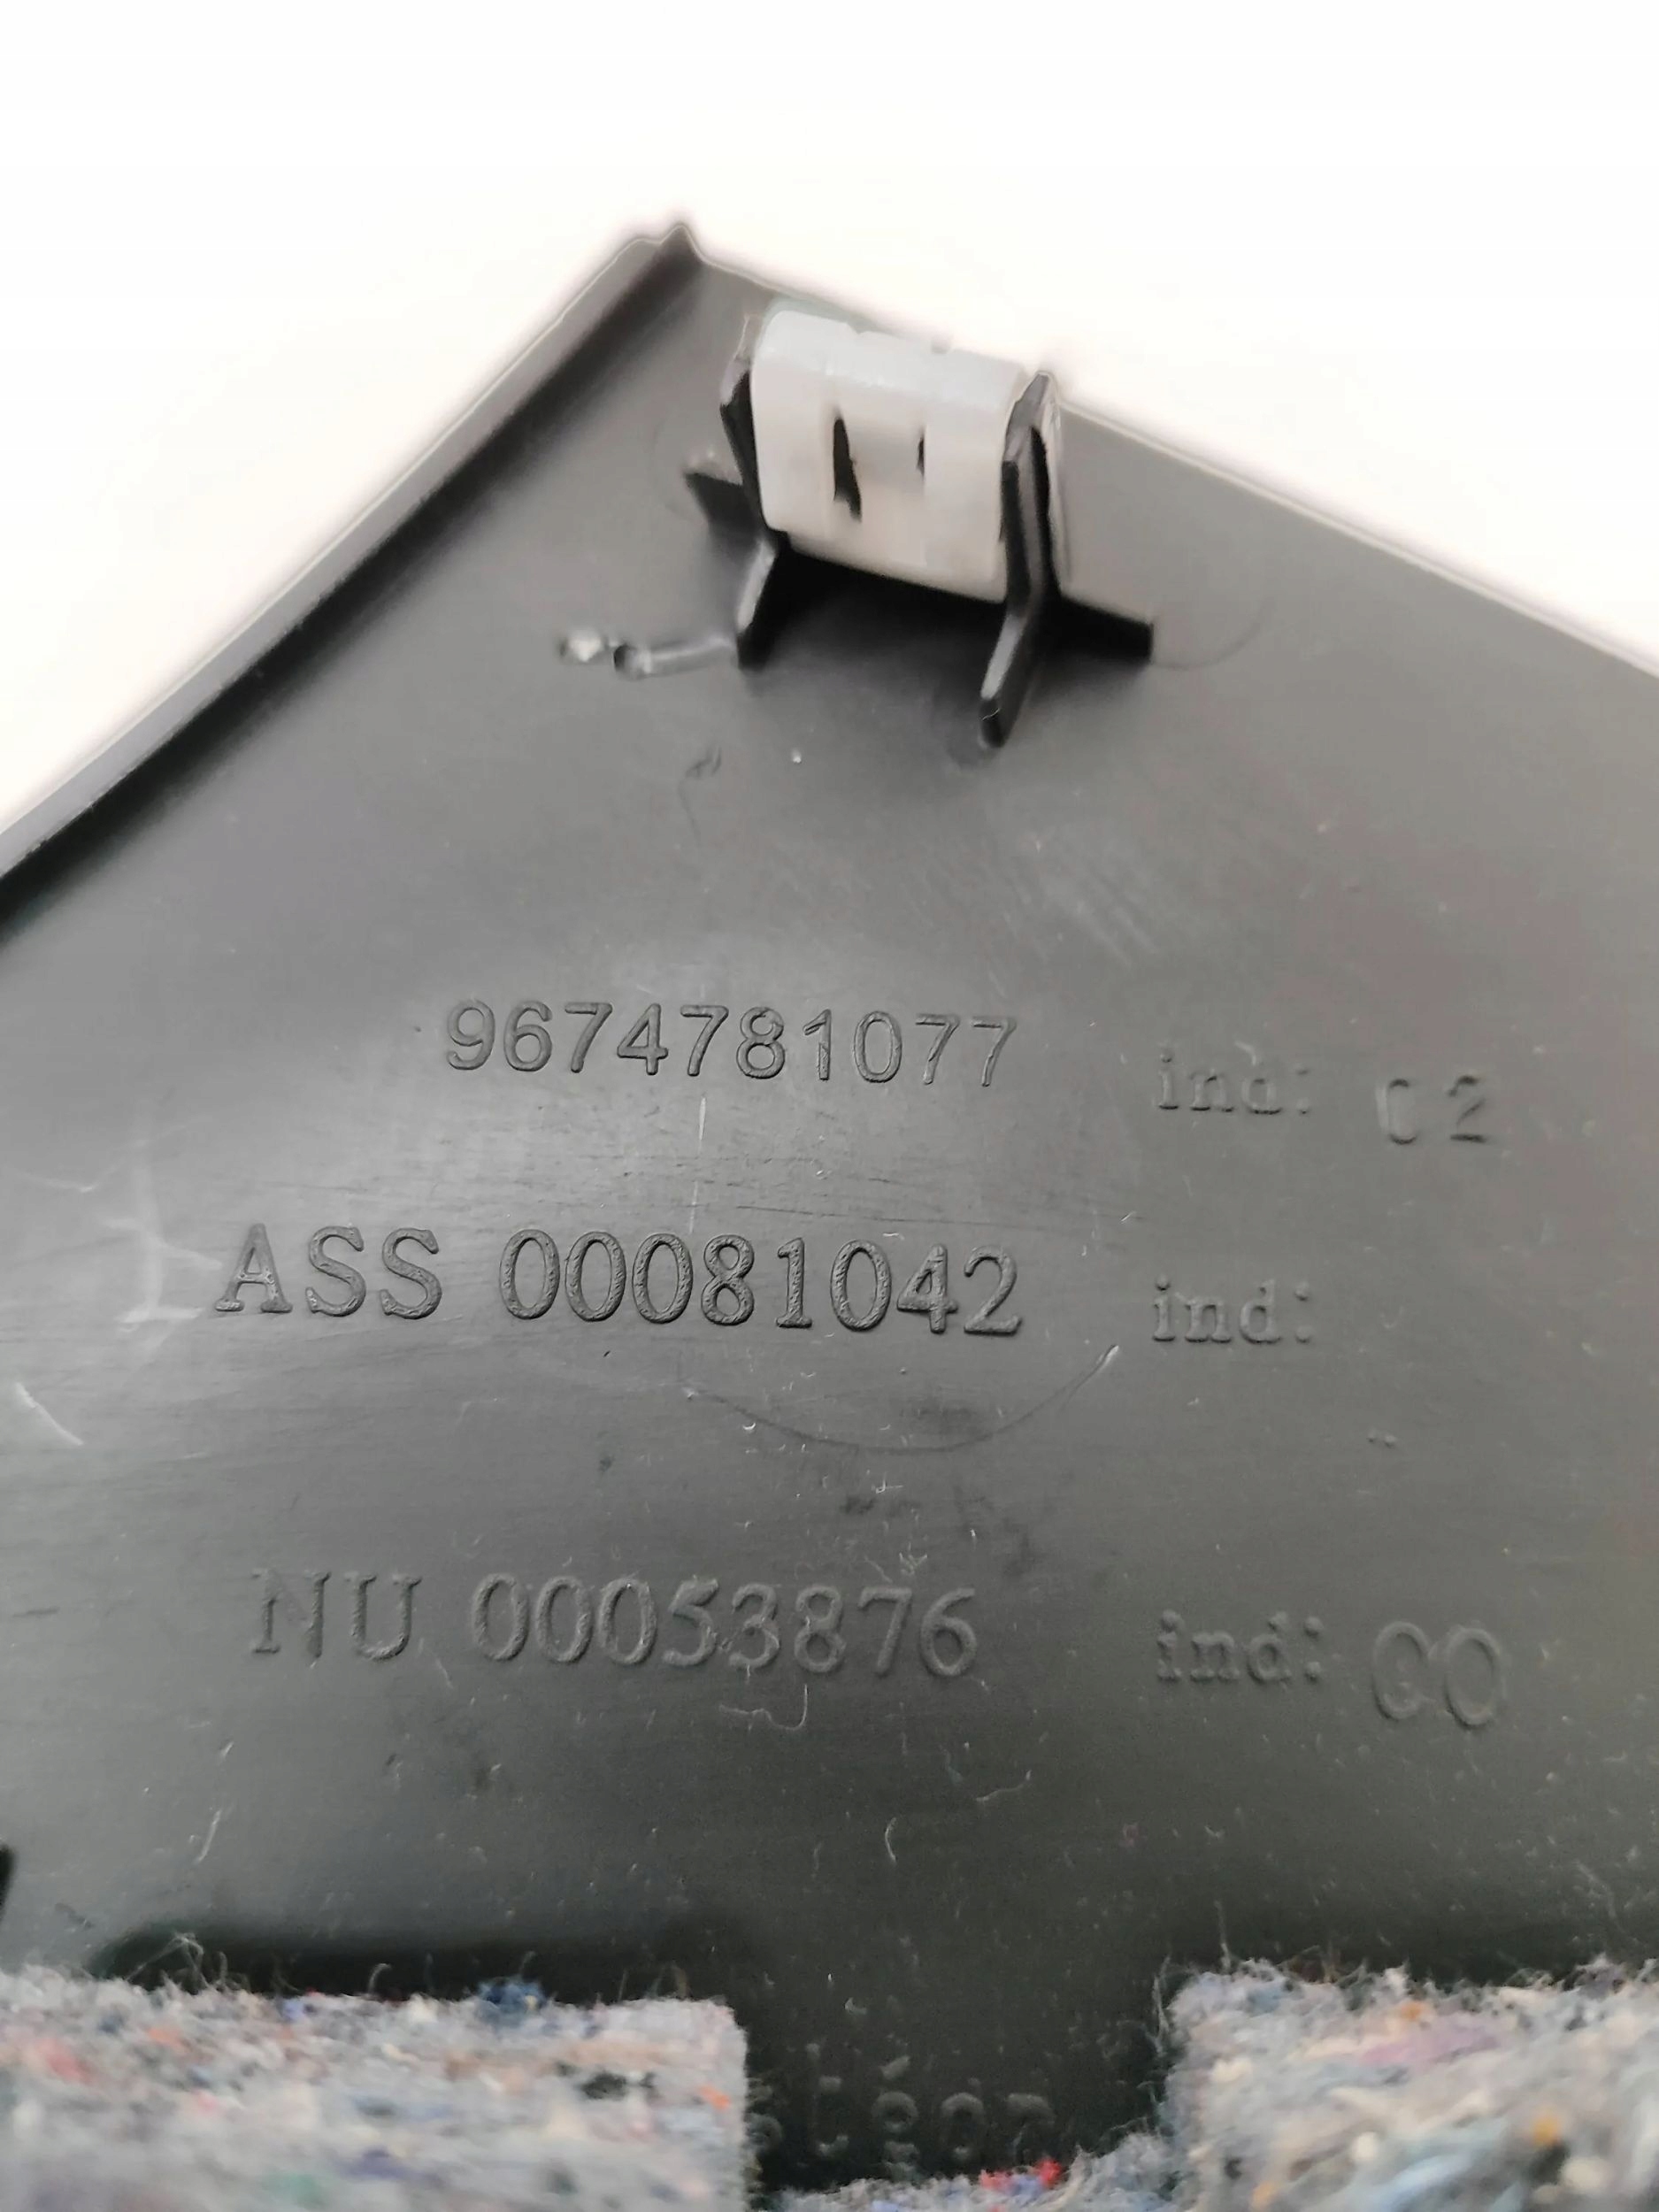 9674781077 ind: 02
ASS 00081042 ind:
NU 00053876 ind: 00